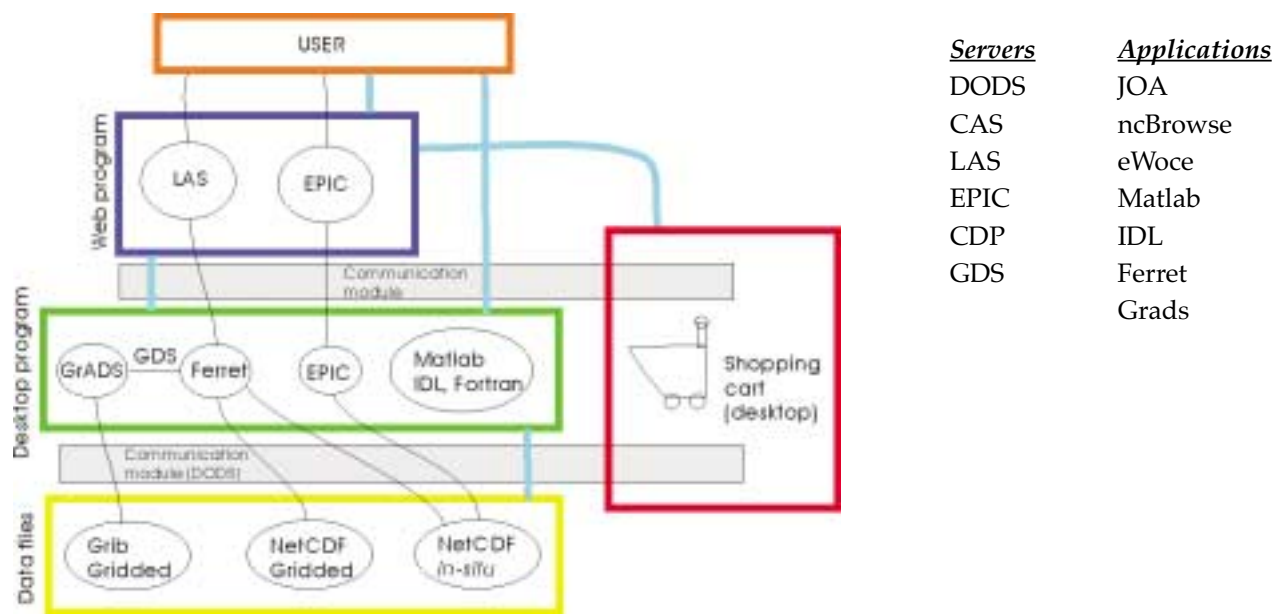 USER
Web program
LAS
EPIC
Communication
module
Desktop program
GrADS
GDS
Ferret
EPIC
Matlab
IDL, Fortran
Shopping
cart
(desktop)
Communication
module (DODS)
Data files
Grib
Gridded
NetCDF
Gridded
NetCDF
in-situ
Servers
DODS
CAS
LAS
EPIC
CDP
GDS
Applications
JOA
ncBrowse
eWoce
Matlab
IDL
Ferret
Grads